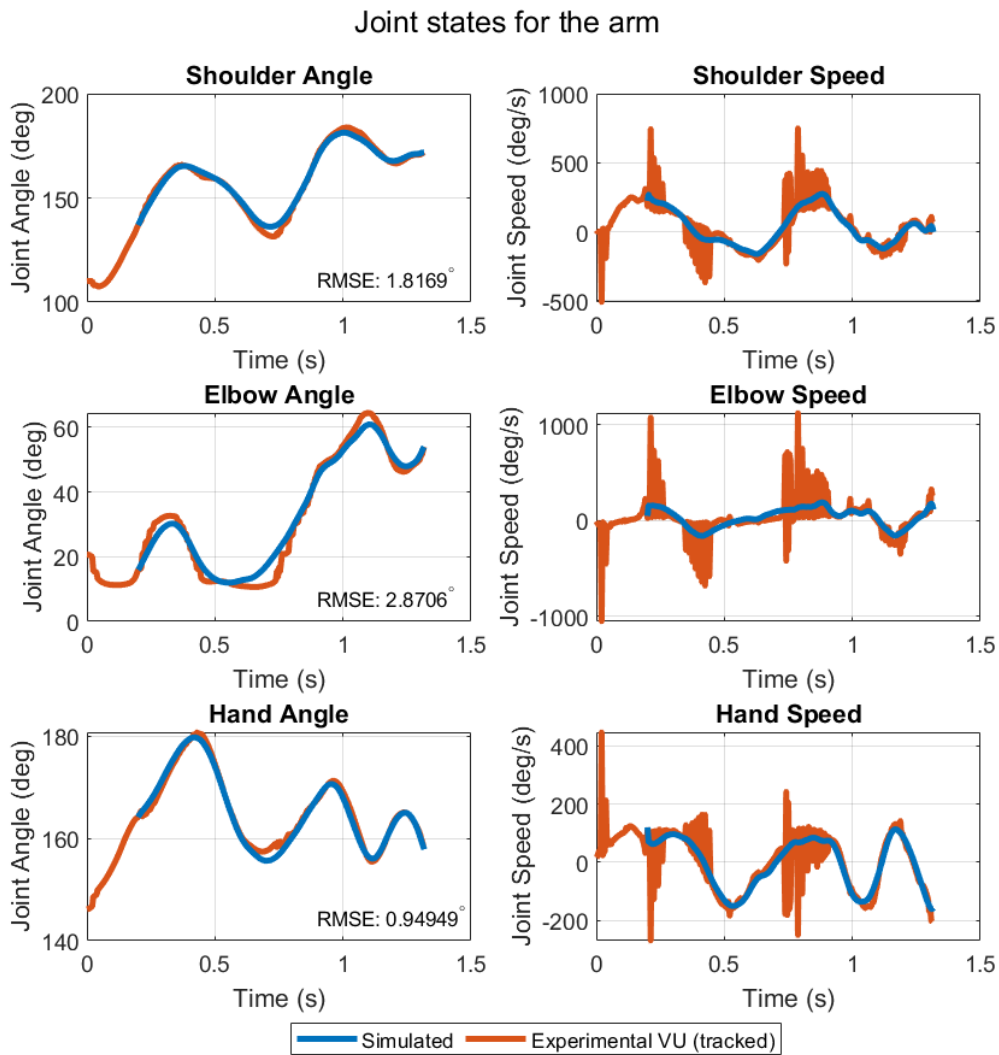 Joint states for the arm
Shoulder Angle
Joint Angle (deg)
200
150
100
RMSE: 1.8169°
0
0.5
1
1.5
Time (s)
Shoulder Speed
Joint Speed (deg/s)
1000
500
0
-500
0
0.5
1
1.5
Time (s)
Elbow Angle
Joint Angle (deg)
60
40
20
0
RMSE: 2.8706°
0
0.5
1
1.5
Time (s)
Elbow Speed
Joint Speed (deg/s)
1000
0
-1000
0
0.5
1
1.5
Time (s)
Hand Angle
Joint Angle (deg)
180
160
140
RMSE: 0.94949°
0
0.5
1
1.5
Time (s)
Hand Speed
Joint Speed (deg/s)
400
200
0
-200
0
0.5
1
1.5
Time (s)
Simulated
Experimental VU (tracked)